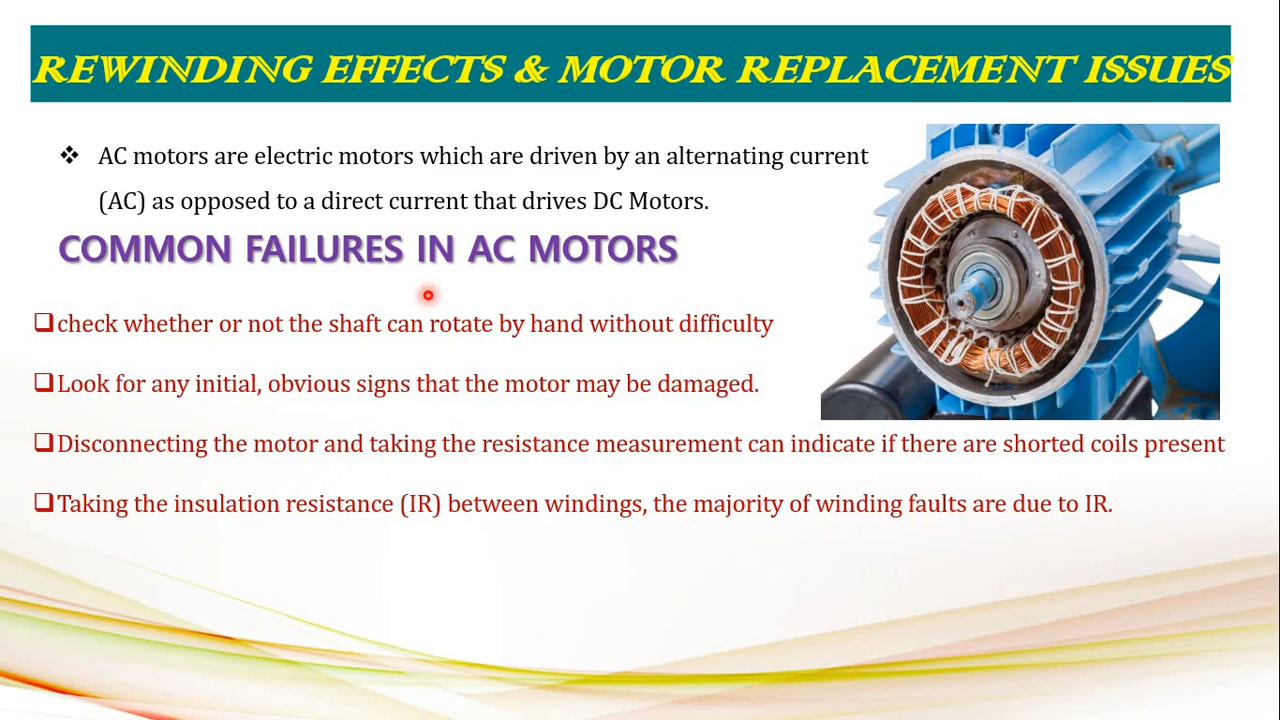 REWINDING EFFECTS & MOTOR REPLACEMENT ISSUES
❖ AC motors are electric motors which are driven by an alternating current
(AC) as opposed to a direct current that drives DC Motors.
COMMON FAILURES IN AC MOTORS
❑check whether or not the shaft can rotate by hand without difficulty
❑Look for any initial, obvious signs that the motor may be damaged.
❑Disconnecting the motor and taking the resistance measurement can indicate if there are shorted coils present
❑Taking the insulation resistance (IR) between windings, the majority of winding faults are due to IR.